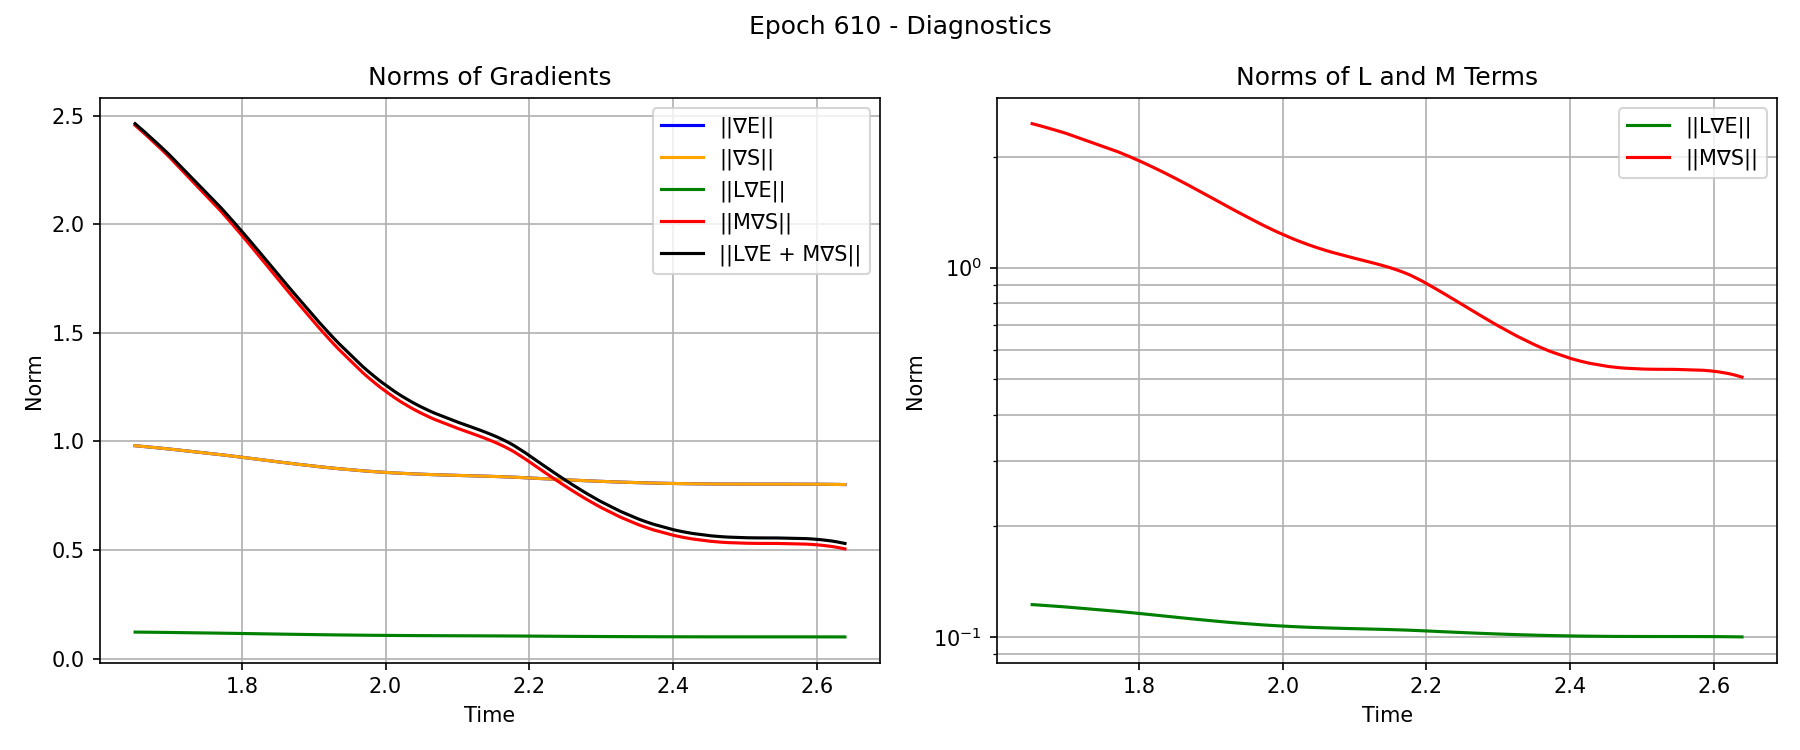 Epoch 610 - Diagnostics
Norms of Gradients
Norm
2.5
2.0
1.5
1.0
0.5
0.0
1.8
2.0
2.2
2.4
2.6
Time
||∇E||
||∇S||
||L∇E||
||M∇S||
||L∇E + M∇S||
Norms of L and M Terms
Norm
10⁰
10⁻¹
1.8
2.0
2.2
2.4
2.6
Time
||L∇E||
||M∇S||